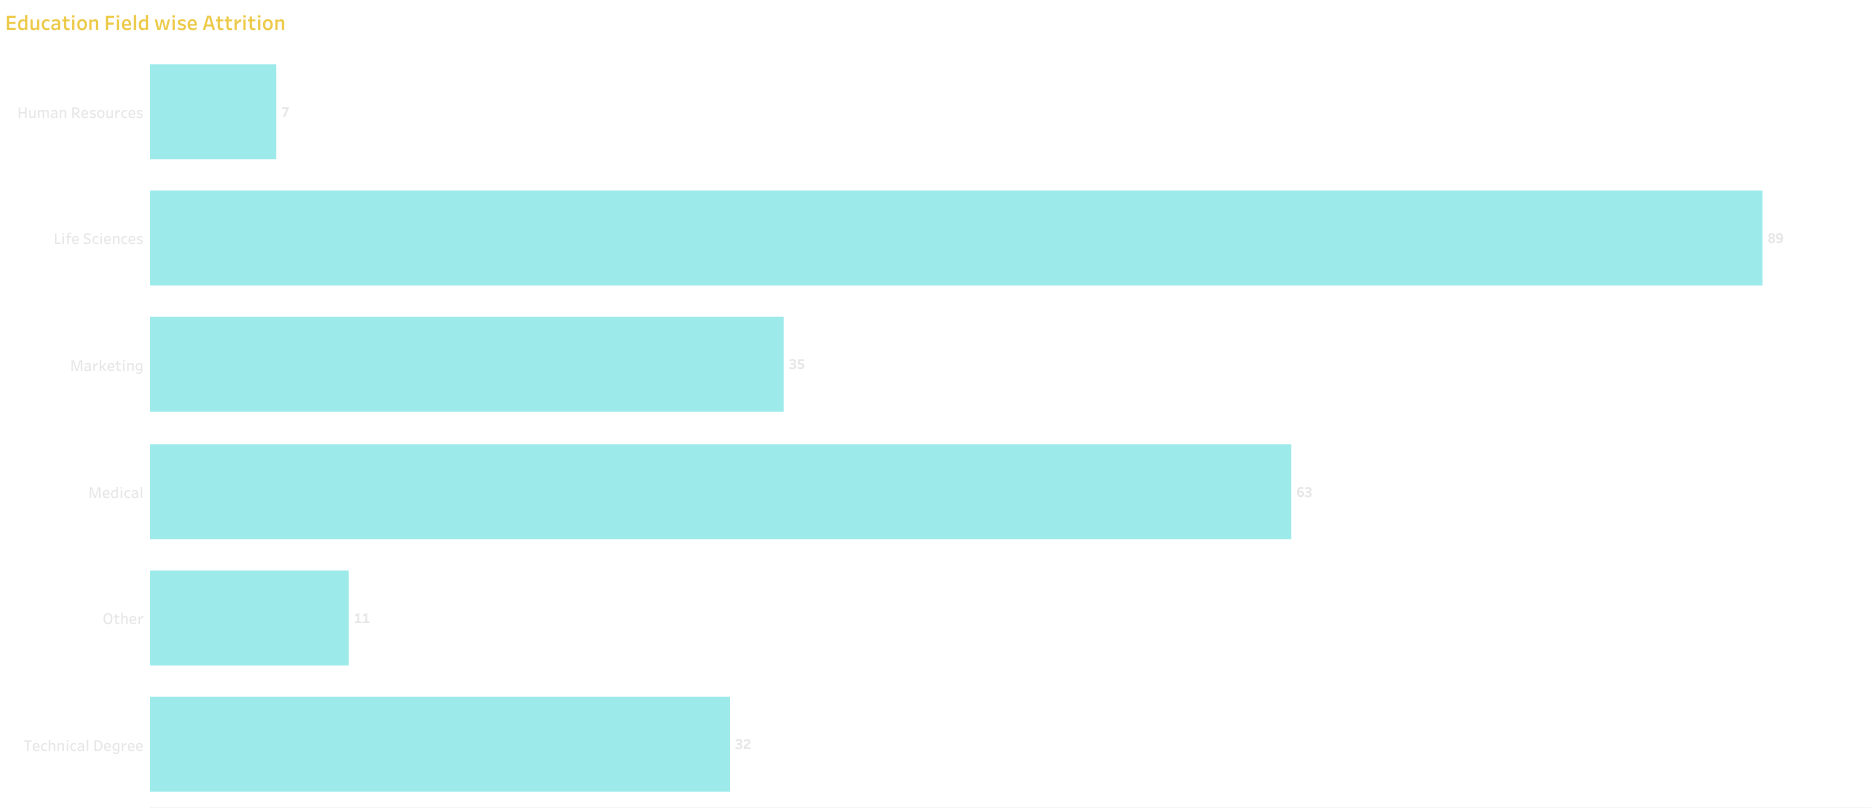 Education Field wise Attrition
Human Resources 7
Life Sciences 89
Marketing 35
Medical 63
Other 11
Technical Degree 32